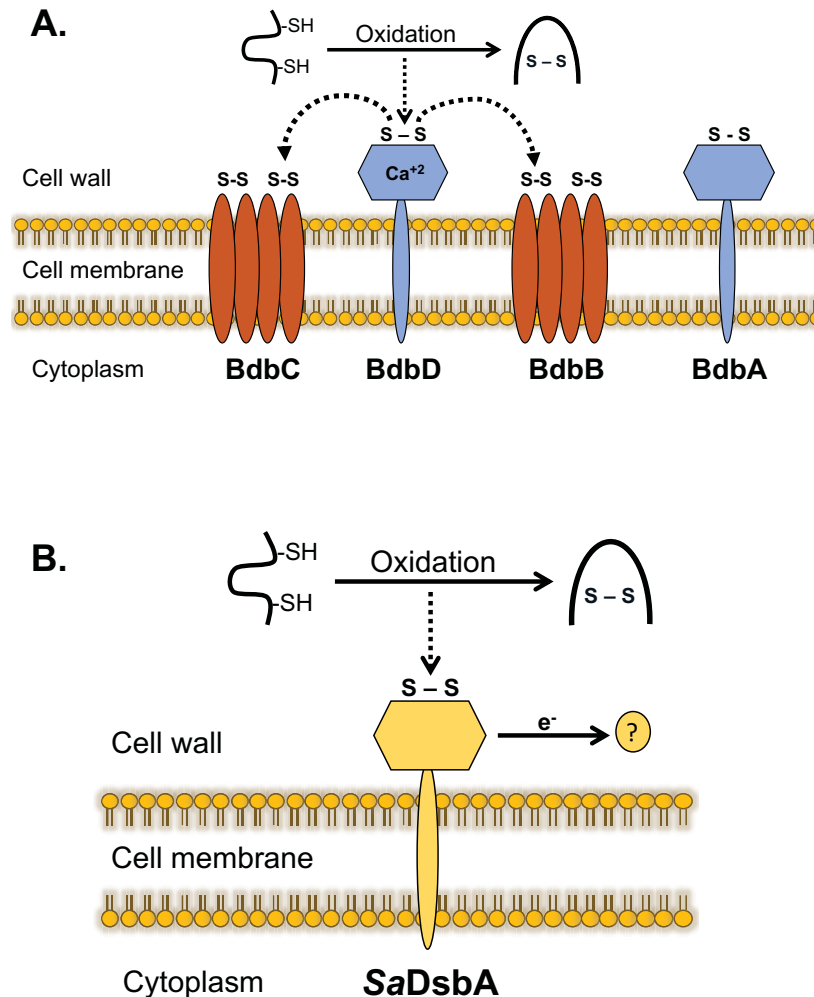 A.
-SH
Oxidation
-SH
S – S
S – S
S - S
Ca+2
S-S S-S
S-S S-S
Cell wall
Cell membrane
Cytoplasm
BdbC
BdbD
BdbB
BdbA
B.
-SH
Oxidation
-SH
S – S
S – S
e-
?
Cell wall
Cell membrane
Cytoplasm
SaDsbA